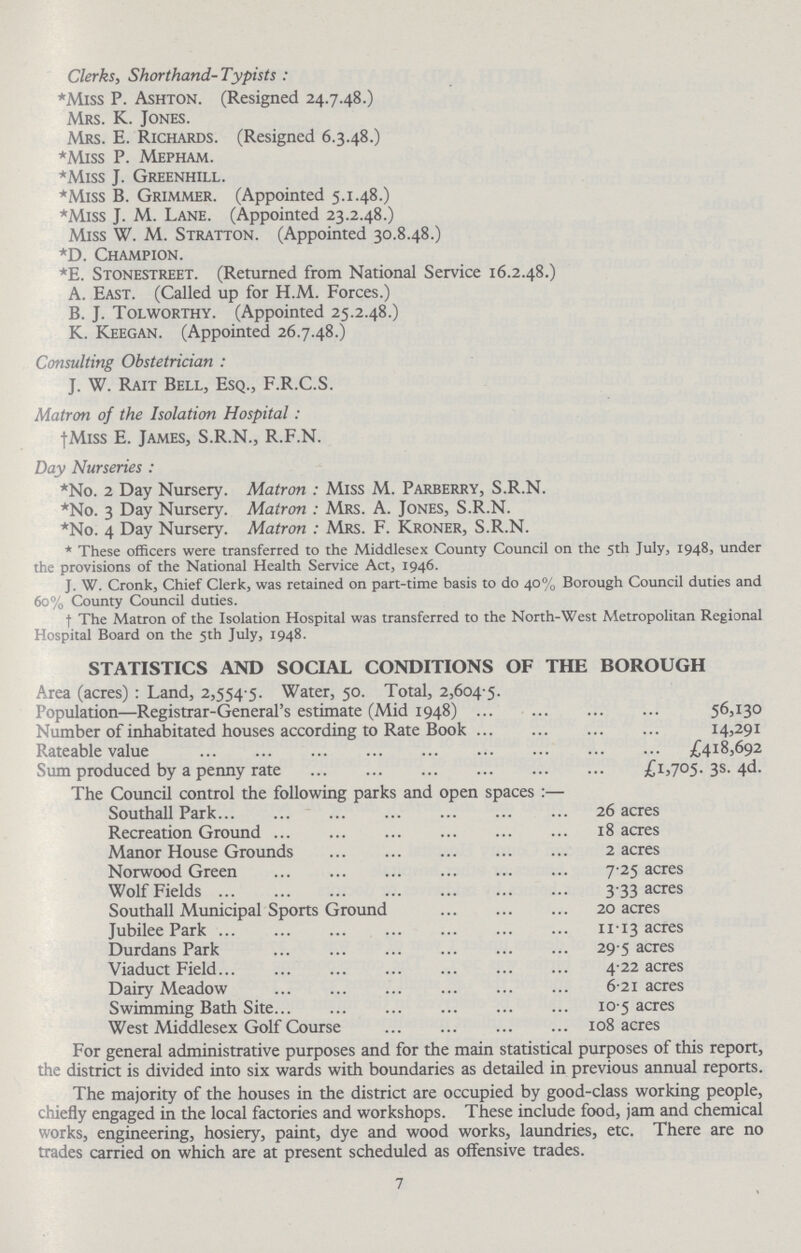 Clerks, Shorthand-Typists :
*Miss P. Ashton. (Resigned 24.7.48.)
Mrs. K. Jones.
Mrs. E. Richards. (Resigned 6.3.48.)
*Miss P. Mepham.
*Miss J. Greenhill.
*Miss B. Grimmer. (Appointed 5.1.48.)
*Miss J. M. Lane. (Appointed 23.2.48.)
Miss W. M. Stratton. (Appointed 30.8.48.)
*D. Champion.
*E. Stonestreet. (Returned from National Service 16.2.48.)
A. East. (Called up for H.M. Forces.)
B. J. Tolworthy. (Appointed 25.2.48.)
K. Keegan. (Appointed 26.7.48.)
Consulting Obstetrician :
J. W. Rait Bell, Esq., F.R.C.S.
Matron of the Isolation Hospital :
†Miss E. James, S.R.N., R.F.N.
Day Nurseries :
*No. 2 Day Nursery. Matron : Miss M. Parberry, S.R.N.
*No. 3 Day Nursery. Matron : Mrs. A. Jones, S.R.N.
*No. 4 Day Nursery. Matron : Mrs. F. Kroner, S.R.N.
* These officers were transferred to the Middlesex County Council on the 5th July, 1948, under
the provisions of the National Health Service Act, 1946.
J. W. Cronk, Chief Clerk, was retained on part-time basis to do 40% Borough Council duties and
60% County Council duties.
† The Matron of the Isolation Hospital was transferred to the North-West Metropolitan Regional
Hospital Board on the 5th July, 1948.
STATISTICS AND SOCIAL CONDITIONS OF THE BOROUGH
Area (acres) : Land, 2,554·5. Water, 50. Total, 2,604·5.
Population—Registrar-General's estimate (Mid 1948) ... ... ... ... 56,130
Number of inhabitated houses according to Rate Book ... ... ... ... 14,291
Rateable value ... ... ... ... ... ... ... ... ... £418,692
Sum produced by a penny rate ... ... ... ... ... ... £1,705. 3s. 4d.
The Council control the following parks and open spaces :—
Southall Park... ... ... ... ... ... ... 26 acres
Recreation Ground ... ... ... ... ... ... 18 acres
Manor House Grounds ... ... ... ... ... 2 acres
Norwood Green ... ... ... ... ... ... 7·25 acres
Wolf Fields ... ... ... ... ... ... ... 3·33 acres
Southall Municipal Sports Ground ... ... ... 20 acres
Jubilee Park ... ... ... ... ... ... ... 11·13 acres
Durdans Park ... ... ... ... ... ... 29·5 acres
Viaduct Field... ... ... ... ... ... ... 4·22 acres
Dairy Meadow ... ... ... ... ... ... 6·21 acres
Swimming Bath Site... ... ... ... ... ... 10·5 acres
West Middlesex Golf Course ... ... ... ... 108 acres
For general administrative purposes and for the main statistical purposes of this report,
the district is divided into six wards with boundaries as detailed in previous annual reports.
The majority of the houses in the district are occupied by good-class working people,
chiefly engaged in the local factories and workshops. These include food, jam and chemical
works, engineering, hosiery, paint, dye and wood works, laundries, etc. There are no
trades carried on which are at present scheduled as offensive trades.
7